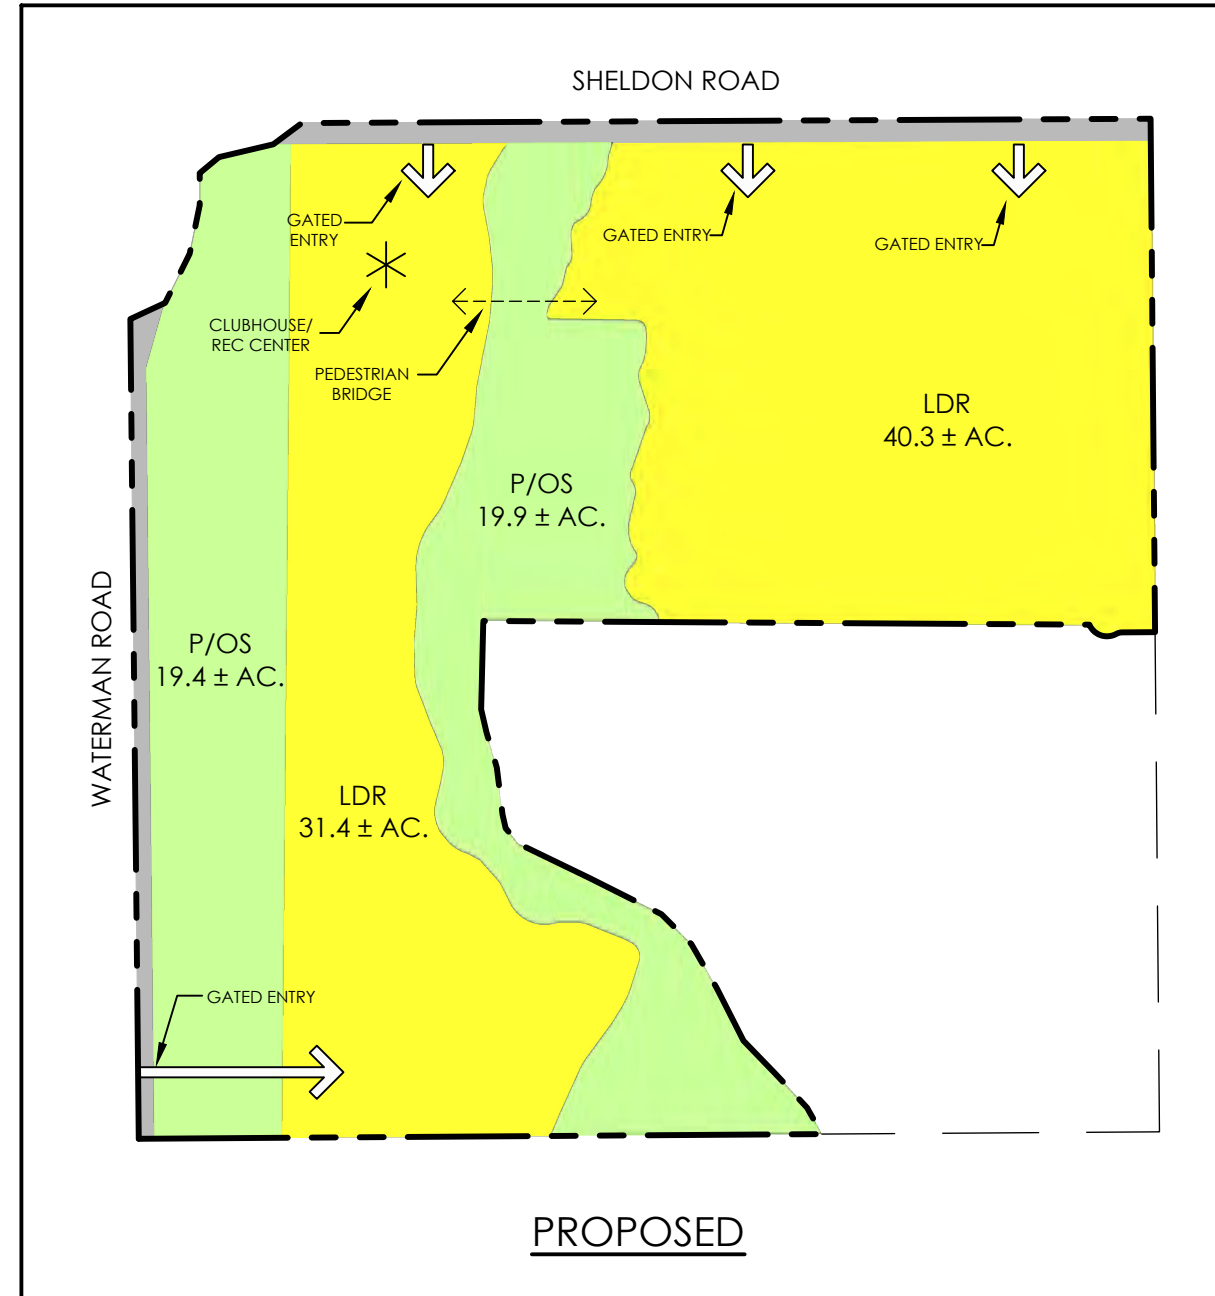 SHELDON ROAD
GATED
ENTRY
GATED ENTRY
GATED ENTRY
CLUBHOUSE/
REC CENTER
PEDESTRIAN
BRIDGE
LDR
40.3 ± AC.
P/OS
19.9 ± AC.
WATERMAN ROAD
P/OS
19.4 ± AC.
LDR
31.4 ± AC.
GATED ENTRY
PROPOSED